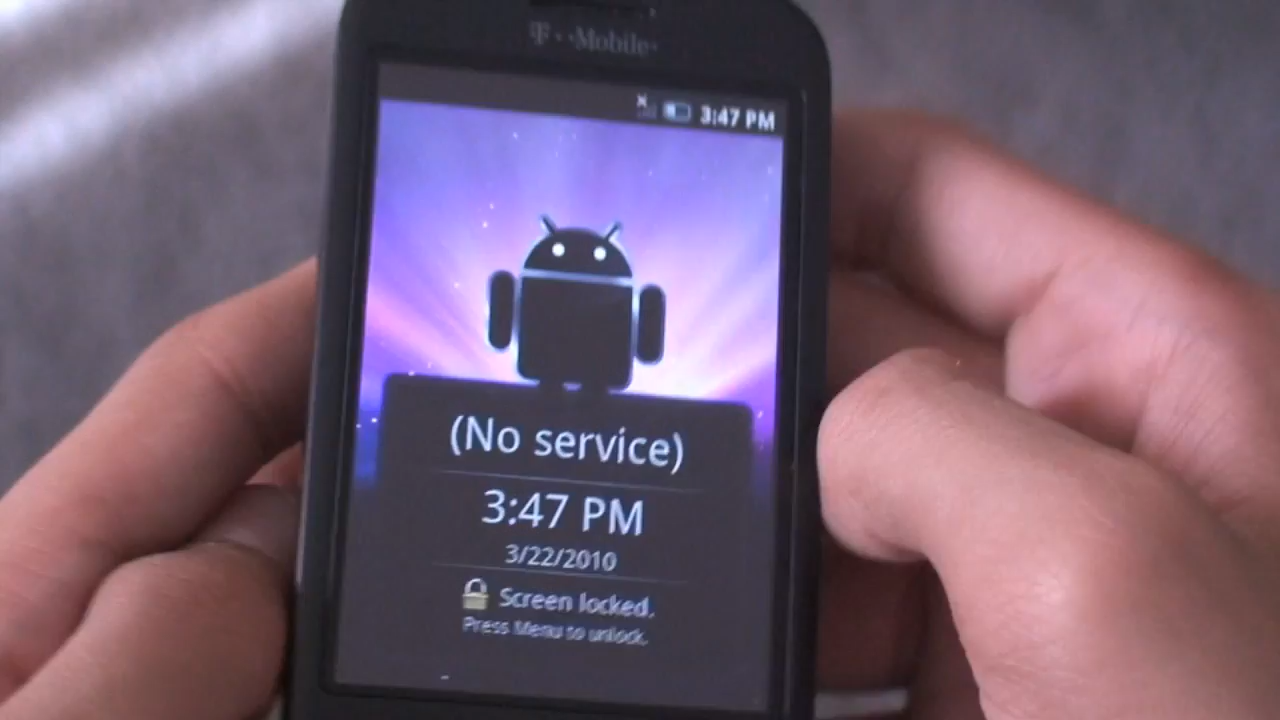 T··Mobile·
3:47 PM
(No service)
3:47 PM
3/22/2010
Screen locked.
Press Menu to unlock.